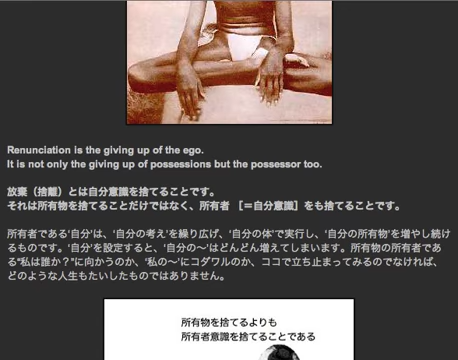 Renunciation is the giving up of the ego.
It is not only the giving up of possessions but the possessor too.
放棄（捨離）とは自分意識を捨てることです。
それは所有物を捨てることだけではなく、所有者 ［＝自分意識］をも捨てることです。
所有者である‘自分’は、‘自分の考え’を繰り広げ、‘自分の体’で実行し、‘自分の所有物’を増やし続け
るものです。‘自分’を設定すると、‘自分の〜’はどんどん増えてしまいます。所有物の所有者であ
る“私は誰か？”に向かうのか、‘私の〜’にコダワルのか、ココで立ち止まってみるのでなければ、
どのような人生もたいしたものではありません。
所有物を捨てるよりも
所有者意識を捨てることである